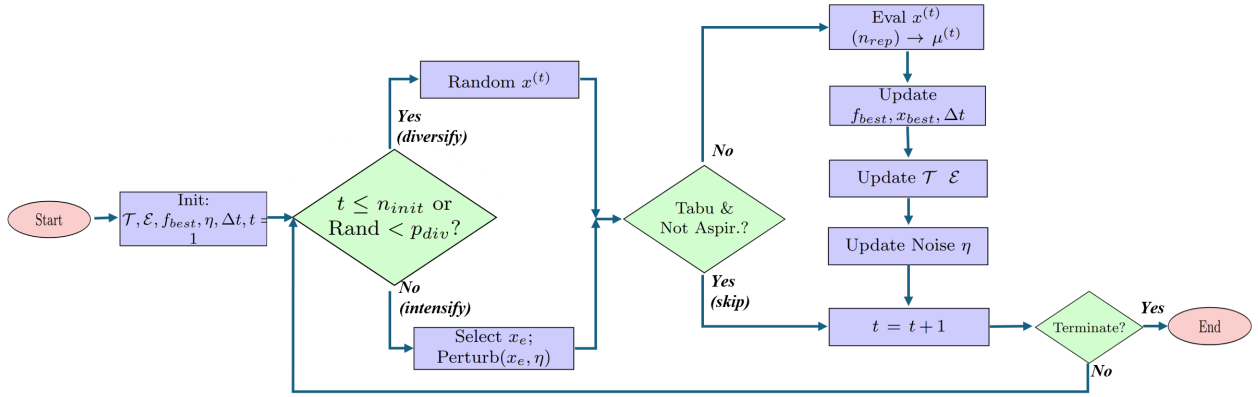 Start
Init:
𝒯, ℰ, f_best, η, Δt, t =
1
t ≤ n_init or
Rand < p_div?
Yes
(diversify)
Random x^(t)
No
(intensify)
Select x_e;
Perturb(x_e, η)
Tabu &
Not Aspir.?
No
Yes
(skip)
Eval x^(t)
(n_rep) → μ^(t)
Update
f_best, x_best, Δt
Update 𝒯 ℰ
Update Noise η
t = t + 1
Terminate?
Yes
No
End